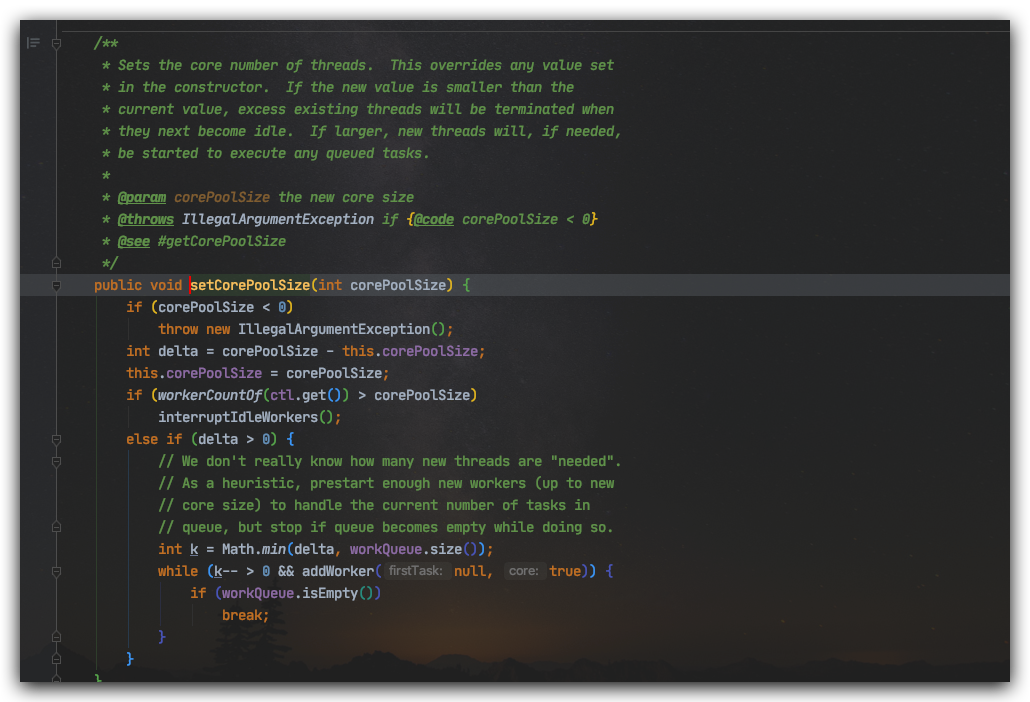 /**
 * Sets the core number of threads.  This overrides any value set
 * in the constructor.  If the new value is smaller than the
 * current value, excess existing threads will be terminated when
 * they next become idle.  If larger, new threads will, if needed,
 * be started to execute any queued tasks.
 *
 * @param corePoolSize the new core size
 * @throws IllegalArgumentException if {@code corePoolSize < 0}
 * @see #getCorePoolSize
 */
public void setCorePoolSize(int corePoolSize) {
    if (corePoolSize < 0)
        throw new IllegalArgumentException();
    int delta = corePoolSize - this.corePoolSize;
    this.corePoolSize = corePoolSize;
    if (workerCountOf(ctl.get()) > corePoolSize)
        interruptIdleWorkers();
    else if (delta > 0) {
        // We don't really know how many new threads are "needed".
        // As a heuristic, prestart enough new workers (up to new
        // core size) to handle the current number of tasks in
        // queue, but stop if queue becomes empty while doing so.
        int k = Math.min(delta, workQueue.size());
        while (k-- > 0 && addWorker( firstTask: null, core: true)) {
            if (workQueue.isEmpty())
                break;
        }
    }
}